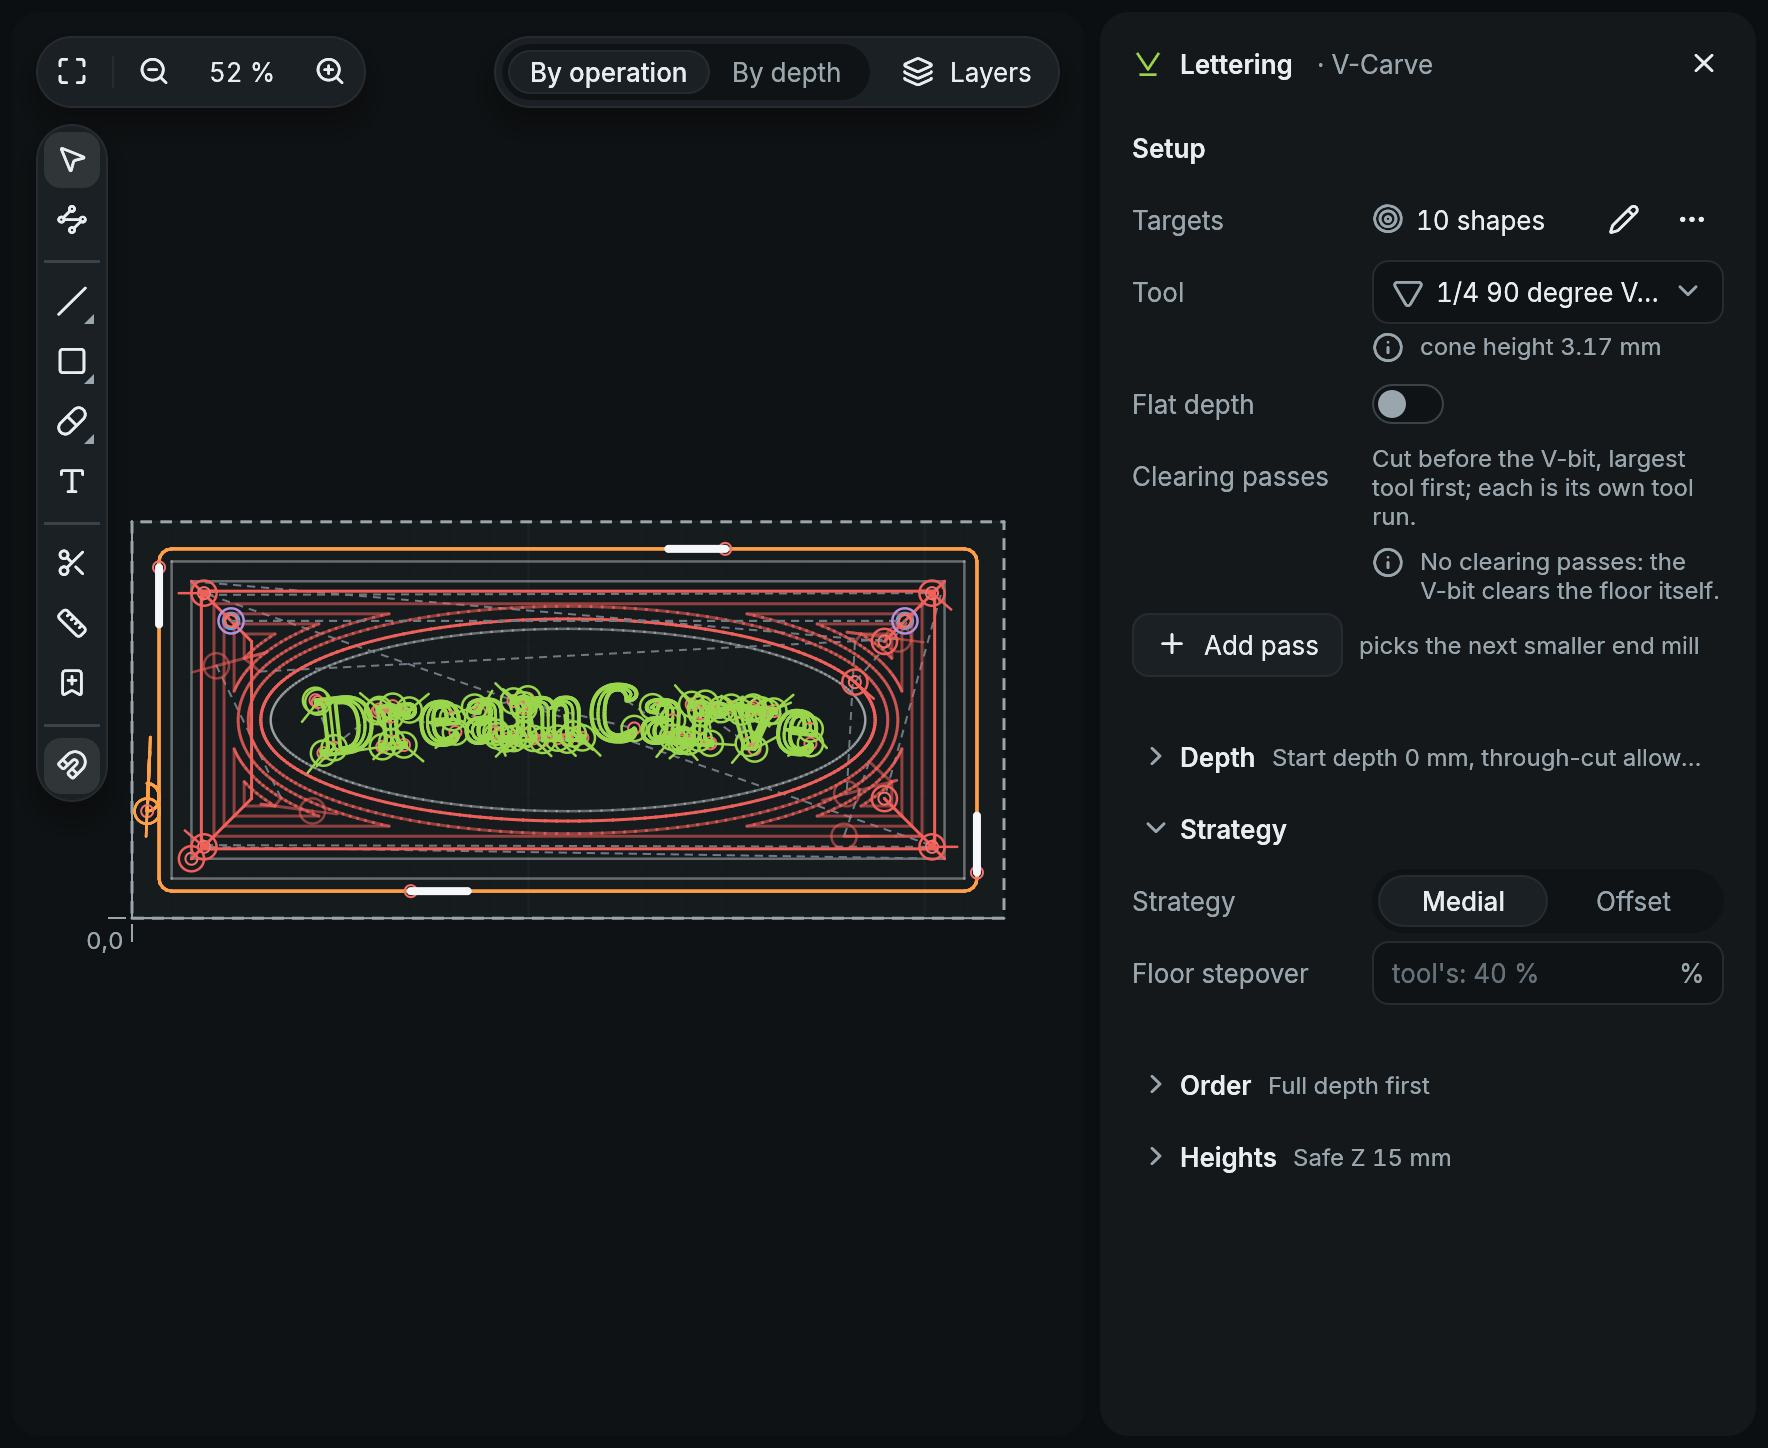 52 %
By operation
By depth
Layers
Lettering · V-Carve
Setup
Targets
10 shapes
Tool
1/4 90 degree V...
cone height 3.17 mm
Flat depth
Clearing passes
Cut before the V-bit, largest
tool first; each is its own tool
run.
No clearing passes: the
V-bit clears the floor itself.
Add pass
picks the next smaller end mill
Depth Start depth 0 mm, through-cut allow...
Strategy
Strategy
Medial
Offset
Floor stepover
tool's: 40 %
%
Order Full depth first
Heights Safe Z 15 mm
DreamCarve
0,0